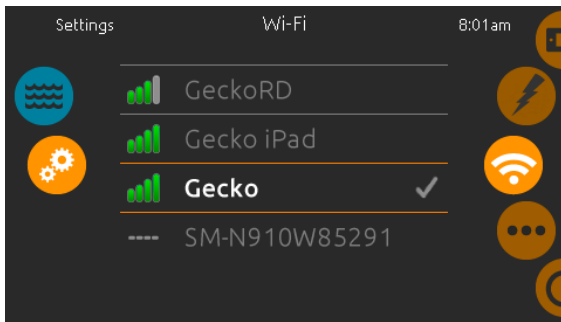 Settings
Wi-Fi
8:01am
GeckoRD
Gecko iPad
Gecko
SM-N910W85291